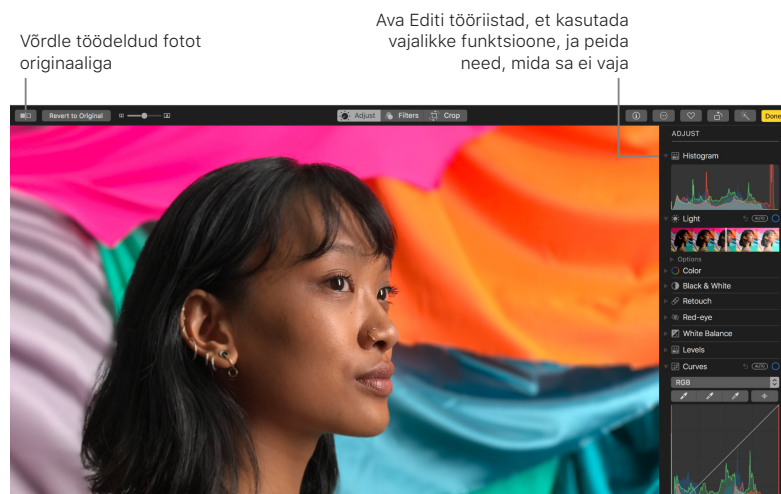 Võrdle töödeldud fotot
originaaliga
Ava Editi tööriistad, et kasutada
vajalikke funktsioone, ja peida
need, mida sa ei vaja
Revert to Original
Adjust
Filters
Crop
Done
ADJUST
Histogram
Light
AUTO
Options
Color
Black & White
Retouch
Red-eye
White Balance
Levels
Curves
AUTO
RGB